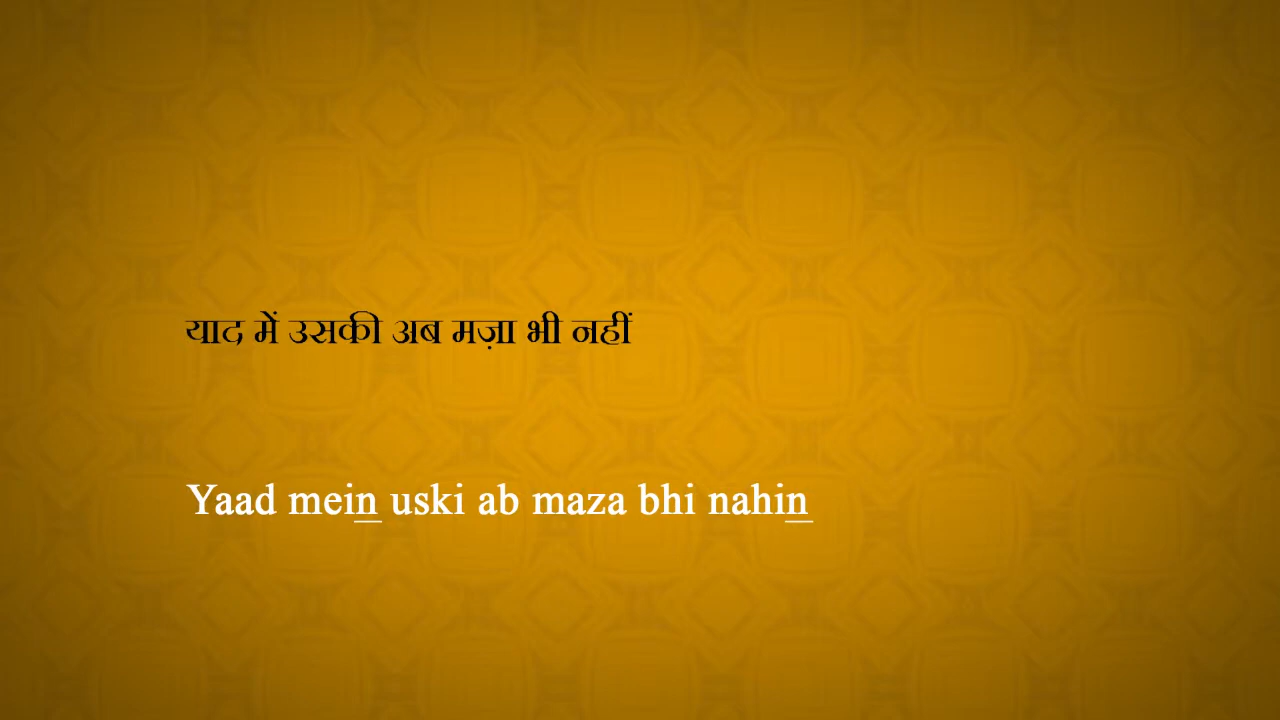 याद में उसकी अब मज़ा भी नहीं
Yaad mein uski ab maza bhi nahin